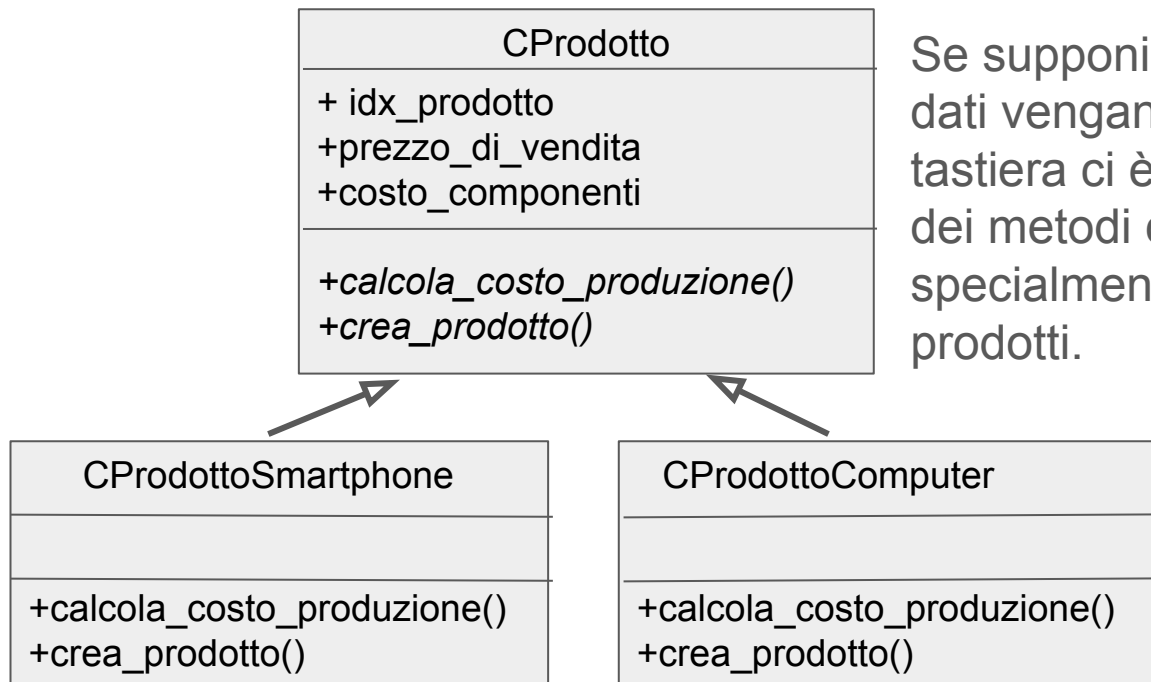 CProdotto
+ idx_prodotto
+prezzo_di_vendita
+costo_componenti
+calcola_costo_produzione()
+crea_prodotto()
Se supponi
dati vengan
tastiera ci è
dei metodi
specialmen
prodotti.
CProdottoSmartphone
+calcola_costo_produzione()
+crea_prodotto()
CProdottoComputer
+calcola_costo_produzione()
+crea_prodotto()